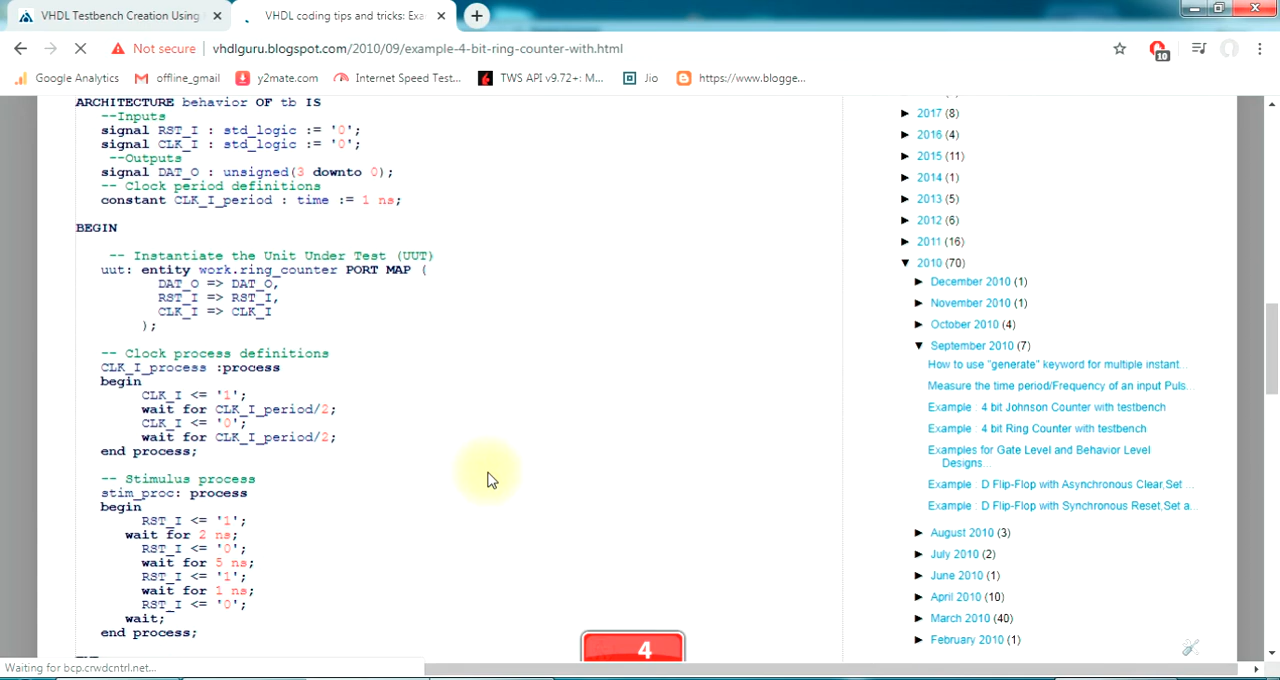 VHDL Testbench Creation Using
VHDL coding tips and tricks: Exa
Not secure
vhdlguru.blogspot.com/2010/09/example-4-bit-ring-counter-with.html
10
Google Analytics
offline_gmail
y2mate.com
Internet Speed Test...
TWS API v9.72+: M...
Jio
https://www.blogge...
ARCHITECTURE behavior OF tb IS
--Inputs
signal RST_I : std_logic := '0';
signal CLK_I : std_logic := '0';
--Outputs
signal DAT_O : unsigned(3 downto 0);
-- Clock period definitions
constant CLK_I_period : time := 1 ns;
BEGIN
-- Instantiate the Unit Under Test (UUT)
uut: entity work.ring_counter PORT MAP (
DAT_O => DAT_O,
RST_I => RST_I,
CLK_I => CLK_I
);
-- Clock process definitions
CLK_I_process :process
begin
CLK_I <= '1';
wait for CLK_I_period/2;
CLK_I <= '0';
wait for CLK_I_period/2;
end process;
-- Stimulus process
stim_proc: process
begin
RST_I <= '1';
wait for 2 ns;
RST_I <= '0';
wait for 5 ns;
RST_I <= '1';
wait for 1 ns;
RST_I <= '0';
wait;
end process;
► 2017 (8)
► 2016 (4)
► 2015 (11)
► 2014 (1)
► 2013 (5)
► 2012 (6)
► 2011 (16)
▼ 2010 (70)
► December 2010 (1)
► November 2010 (1)
► October 2010 (4)
▼ September 2010 (7)
How to use "generate" keyword for multiple instant...
Measure the time period/Frequency of an input Puls...
Example : 4 bit Johnson Counter with testbench
Example : 4 bit Ring Counter with testbench
Examples for Gate Level and Behavior Level
Designs...
Example : D Flip-Flop with Asynchronous Clear,Set ...
Example : D Flip-Flop with Synchronous Reset,Set a...
► August 2010 (3)
► July 2010 (2)
► June 2010 (1)
► April 2010 (10)
► March 2010 (40)
► February 2010 (1)
4
Waiting for bcp.crwdcntrl.net...